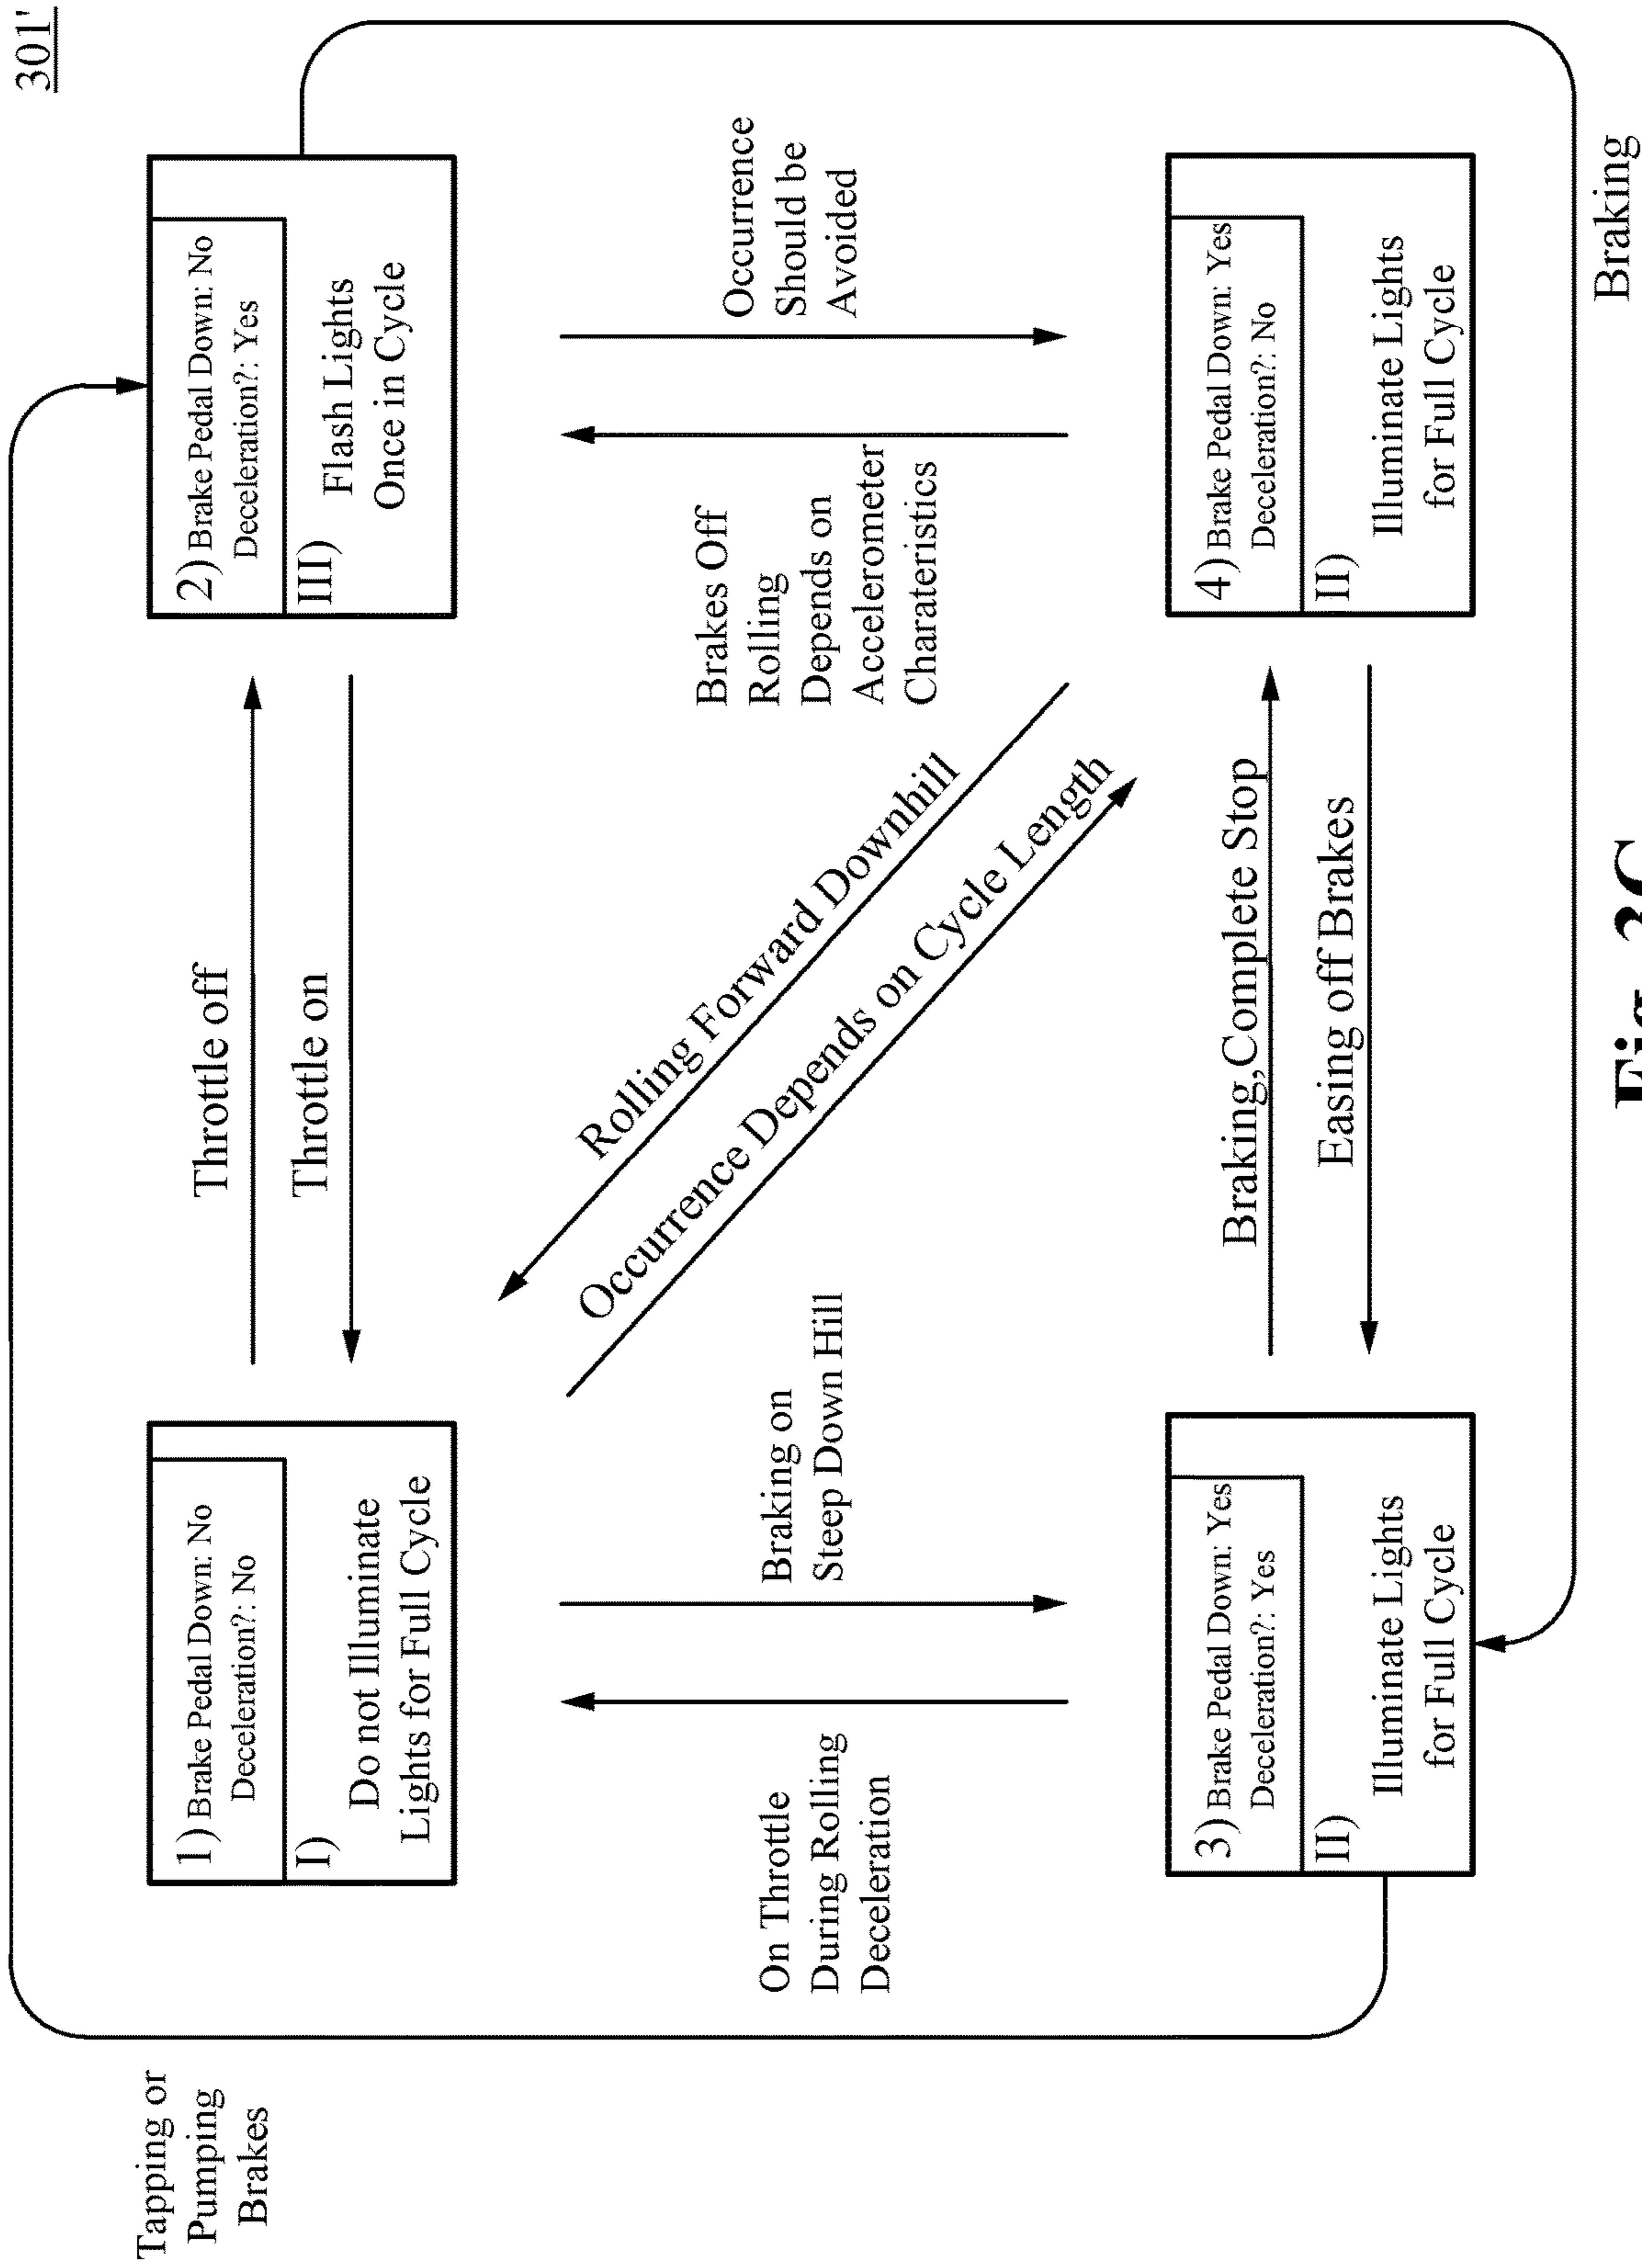 301'
Tapping or
Pumping
Brakes
1) Brake Pedal Down: No
Deceleration?: No
I)
Do not Illuminate
Lights for Full Cycle
Throttle off
Throttle on
2) Brake Pedal Down: No
Deceleration?: Yes
III)
Flash Lights
Once in Cycle
On Throttle
During Rolling
Deceleration
Braking on
Steep Down Hill
Rolling Forward Downhill
Occurrence Depends on Cycle Length
Brakes Off
Rolling
Depends on
Accelerometer
Charateristics
Occurrence
Should be
Avoided
3) Brake Pedal Down: Yes
Deceleration?: Yes
II)
Illuminate Lights
for Full Cycle
Braking,Complete Stop
Easing off Brakes
4) Brake Pedal Down: Yes
Deceleration?: No
II)
Illuminate Lights
for Full Cycle
Braking
Fig. 3C